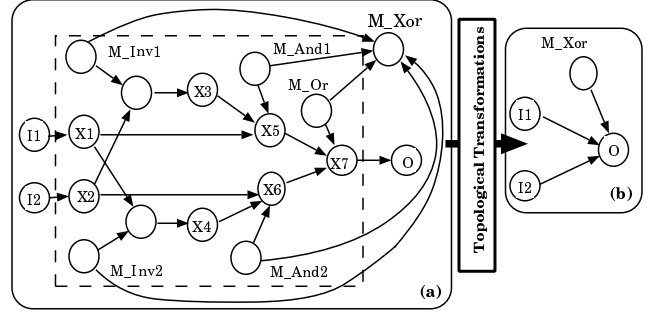 M_Xor
M_Inv1
M_And1
M_Or
X3
I1
X1
X5
X7
O
I2
X2
X6
X4
M_Inv2
M_And2
(a)
Topological Transformations
M_Xor
I1
O
I2
(b)